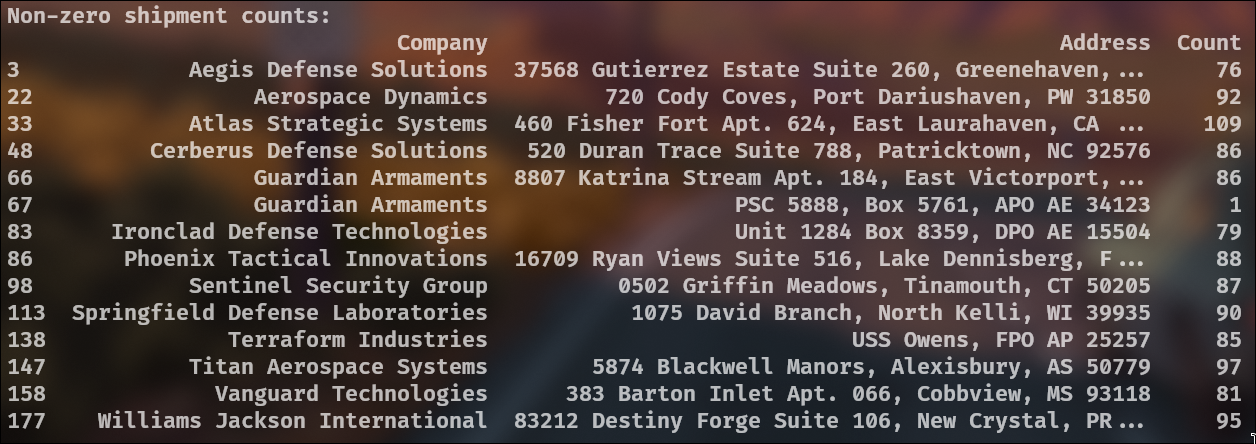 Non-zero shipment counts:
Company Address Count
3 Aegis Defense Solutions 37568 Gutierrez Estate Suite 260, Greenehaven,... 76
22 Aerospace Dynamics 720 Cody Coves, Port Dariushaven, PW 31850 92
33 Atlas Strategic Systems 460 Fisher Fort Apt. 624, East Laurahaven, CA ... 109
48 Cerberus Defense Solutions 520 Duran Trace Suite 788, Patricktown, NC 92576 86
66 Guardian Armaments 8807 Katrina Stream Apt. 184, East Victorport,... 86
67 Guardian Armaments PSC 5888, Box 5761, APO AE 34123 1
83 Ironclad Defense Technologies Unit 1284 Box 8359, DPO AE 15504 79
86 Phoenix Tactical Innovations 16709 Ryan Views Suite 516, Lake Dennisberg, F... 88
98 Sentinel Security Group 0502 Griffin Meadows, Tinamouth, CT 50205 87
113 Springfield Defense Laboratories 1075 David Branch, North Kelli, WI 39935 90
138 Terraform Industries USS Owens, FPO AP 25257 85
147 Titan Aerospace Systems 5874 Blackwell Manors, Alexisbury, AS 50779 97
158 Vanguard Technologies 383 Barton Inlet Apt. 066, Cobbview, MS 93118 81
177 Williams Jackson International 83212 Destiny Forge Suite 106, New Crystal, PR... 95